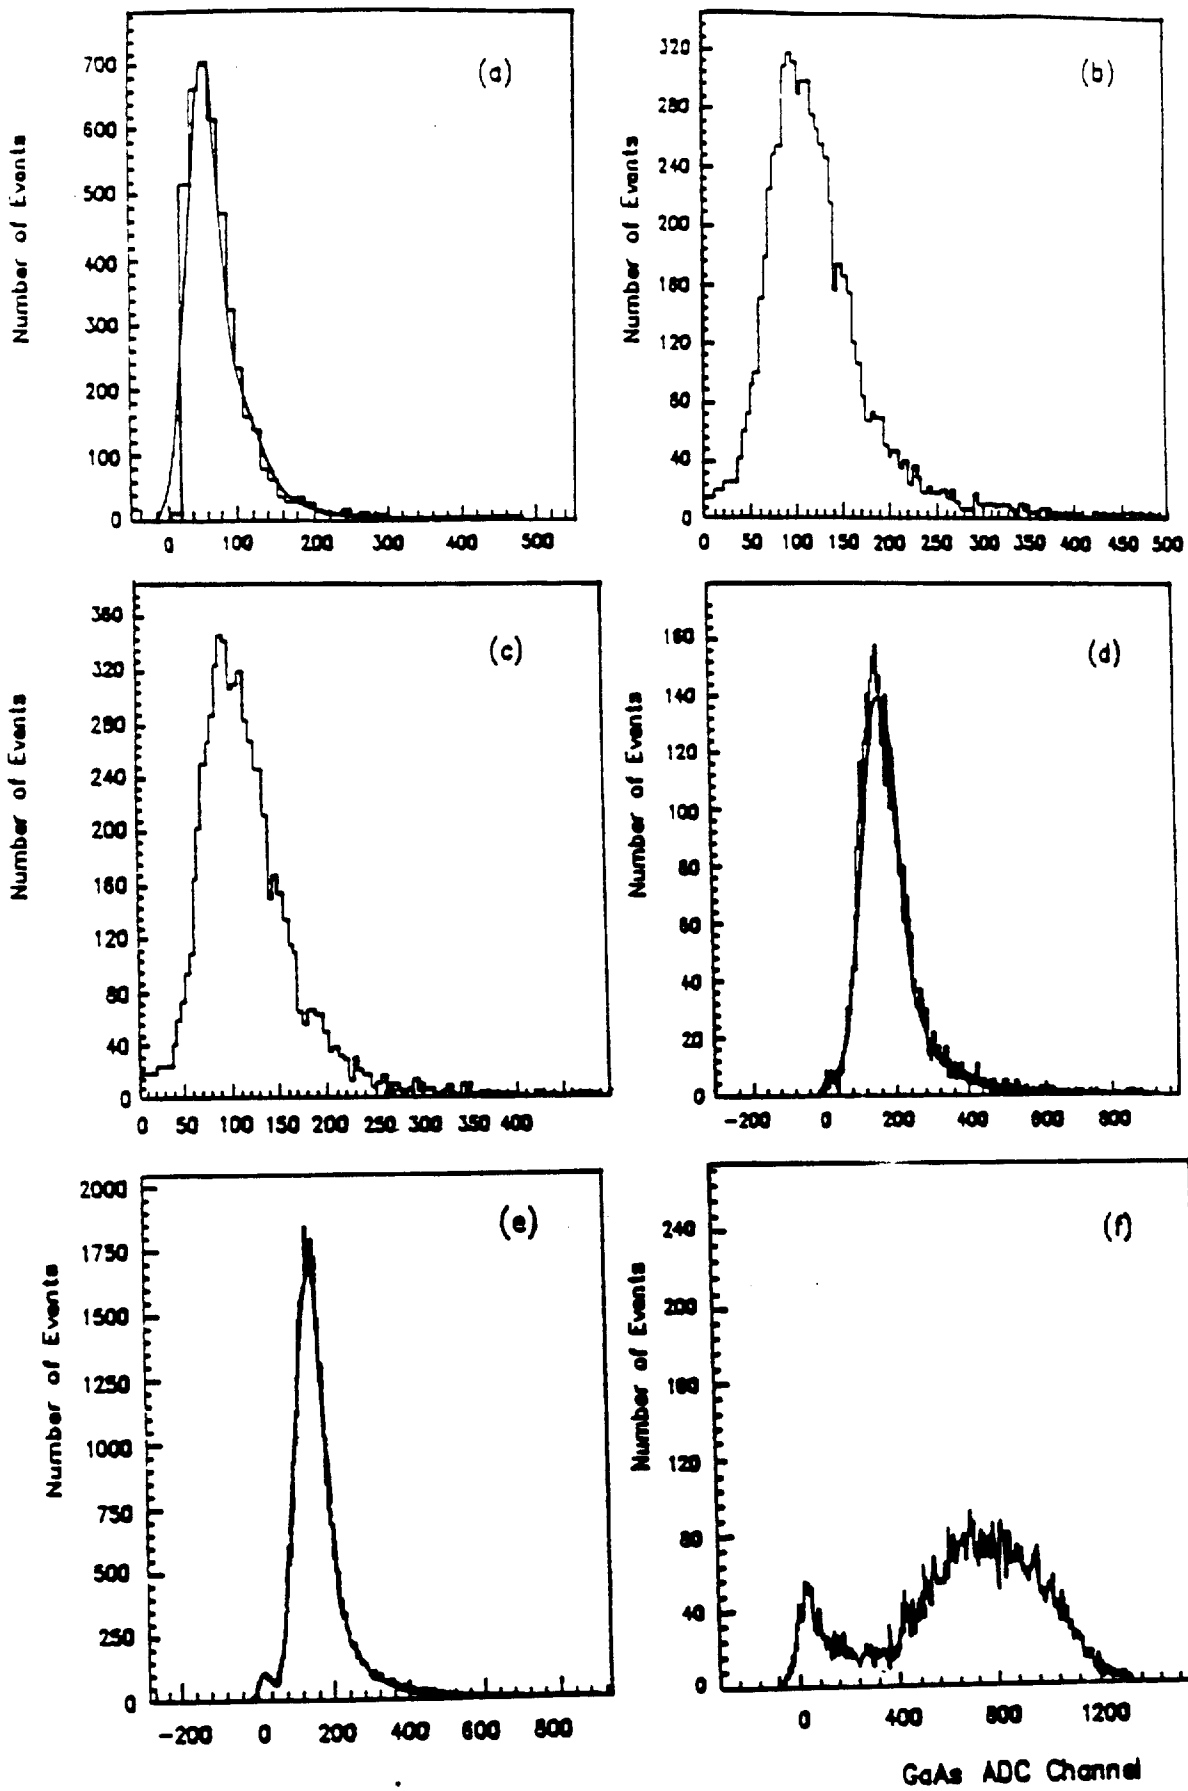 (a)
Number of Events
700
600
500
400
300
200
100
0
0 100 200 300 400 500
(b)
Number of Events
320
280
240
200
160
120
80
40
0
0 50 100 150 200 250 300 350 400 450 500
(c)
Number of Events
360
320
280
240
200
160
120
80
40
0
0 50 100 150 200 250 300 350 400
(d)
Number of Events
160
140
120
100
80
60
40
20
0
-200 0 200 400 600 800
(e)
Number of Events
2000
1750
1500
1250
1000
750
500
250
0
-200 0 200 400 600 800
(f)
Number of Events
240
200
160
120
80
40
0
0 400 800 1200
GaAs ADC Channel